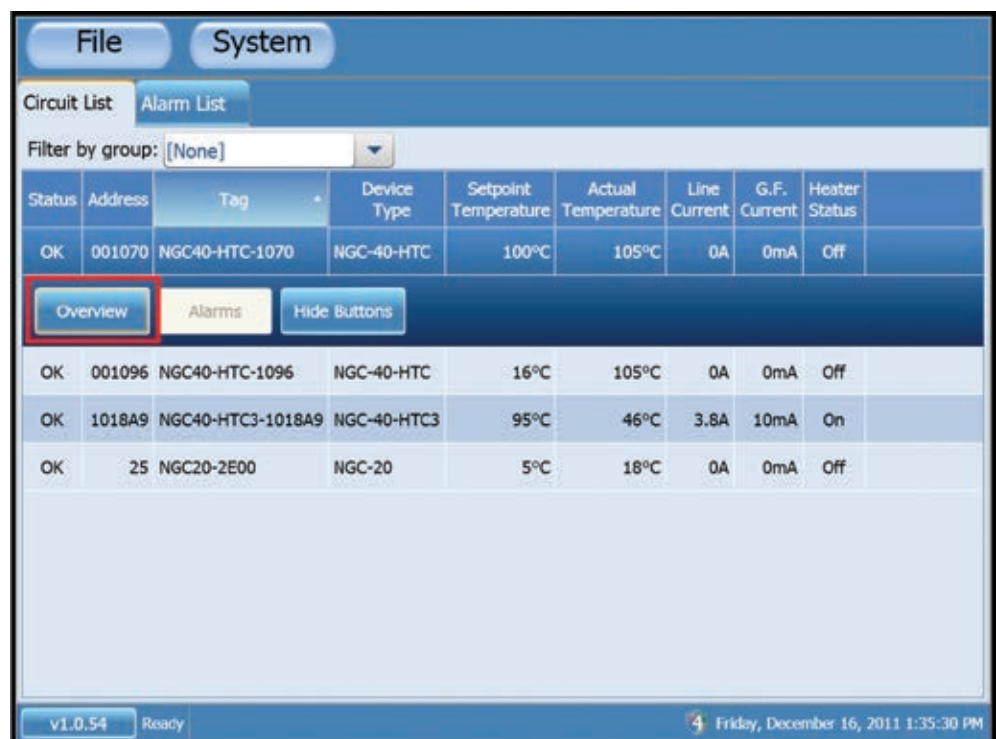 File System
Circuit List Alarm List
Filter by group: [None]
Status Address Tag Device Type Setpoint Temperature Actual Temperature Line Current G.F. Current Heater Status
OK 001070 NGC40-HTC-1070 NGC-40-HTC 100°C 105°C 0A 0mA Off
Overview Alarms Hide Buttons
OK 001096 NGC40-HTC-1096 NGC-40-HTC 16°C 105°C 0A 0mA Off
OK 1018A9 NGC40-HTC3-1018A9 NGC-40-HTC3 95°C 46°C 3.8A 10mA On
OK 25 NGC20-2E00 NGC-20 5°C 18°C 0A 0mA Off
v1.0.54 Ready 4 Friday, December 16, 2011 1:35:30 PM